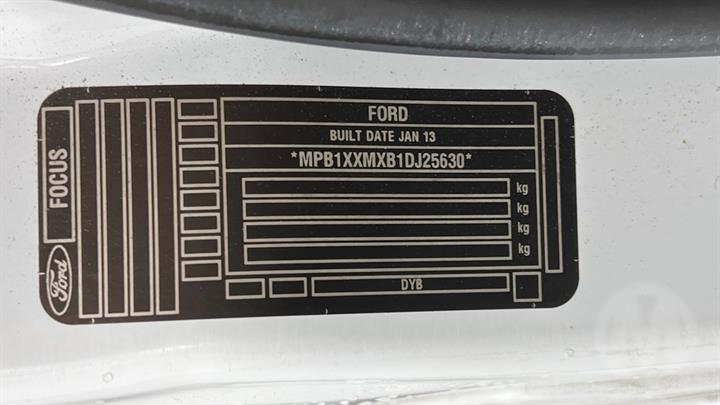 FORD
BUILT DATE JAN 13
*MPB1XXMXB1DJ25630*
kg
kg
kg
kg
DYB
FOCUS
Ford